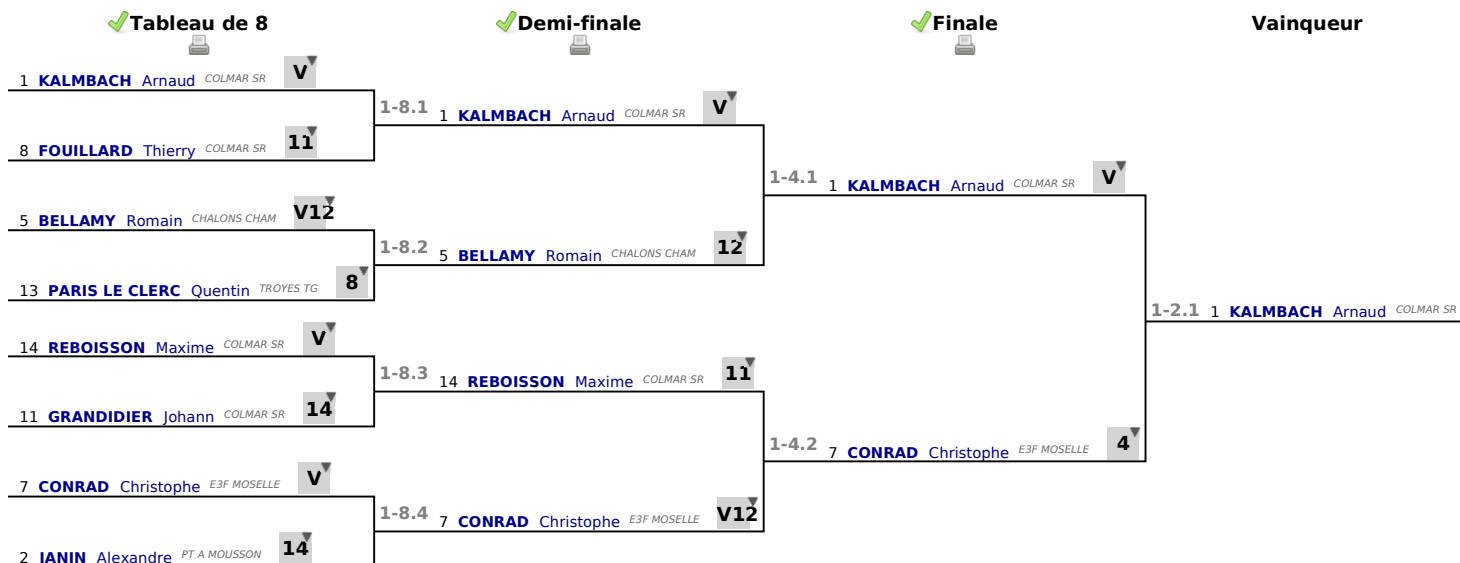 Tableau de 8 Demi-finale Finale Vainqueur
1 KALMBACH Arnaud COLMAR SR V
1-8.1 1 KALMBACH Arnaud COLMAR SR V
8 FOUILLARD Thierry COLMAR SR 11
1-4.1 1 KALMBACH Arnaud COLMAR SR V
5 BELLAMY Romain CHALONS CHAM V12
1-8.2 5 BELLAMY Romain CHALONS CHAM 12
13 PARIS LE CLERC Quentin TROYES TG 8
1-2.1 1 KALMBACH Arnaud COLMAR SR
14 REBOISSON Maxime COLMAR SR V
1-8.3 14 REBOISSON Maxime COLMAR SR 11
11 GRANDIDIER Johann COLMAR SR 14
1-4.2 7 CONRAD Christophe E3F MOSELLE 4
7 CONRAD Christophe E3F MOSELLE V
1-8.4 7 CONRAD Christophe E3F MOSELLE V12
2 JANIN Alexandre PT A MOUSSON 14